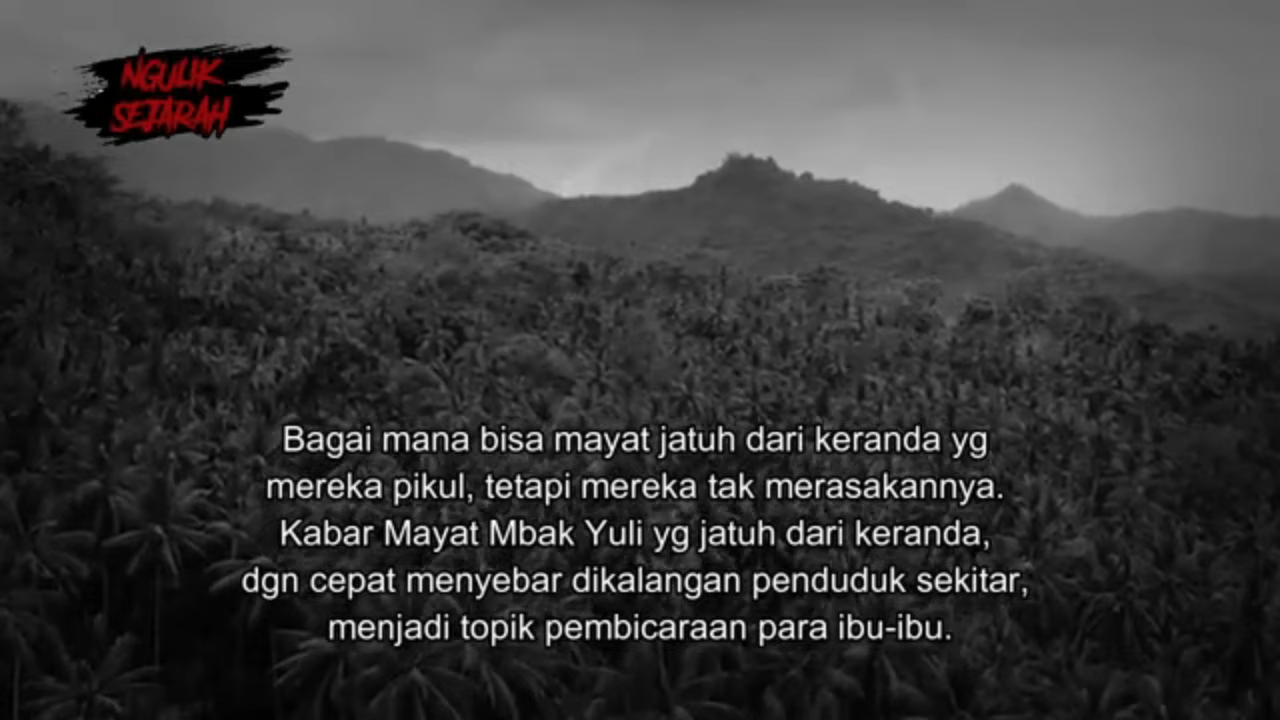 NGULIK
SEJARAH
Bagai mana bisa mayat jatuh dari keranda yg
mereka pikul, tetapi mereka tak merasakannya.
Kabar Mayat Mbak Yuli yg jatuh dari keranda,
dgn cepat menyebar dikalangan penduduk sekitar,
menjadi topik pembicaraan para ibu-ibu.